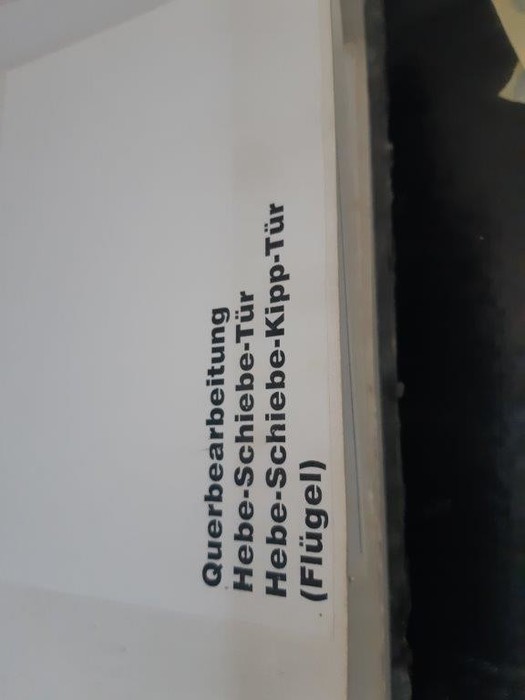 Querbearbeitung
Hebe-Schiebe-Tür
Hebe-Schiebe-Kipp-Tür
(Flügel)